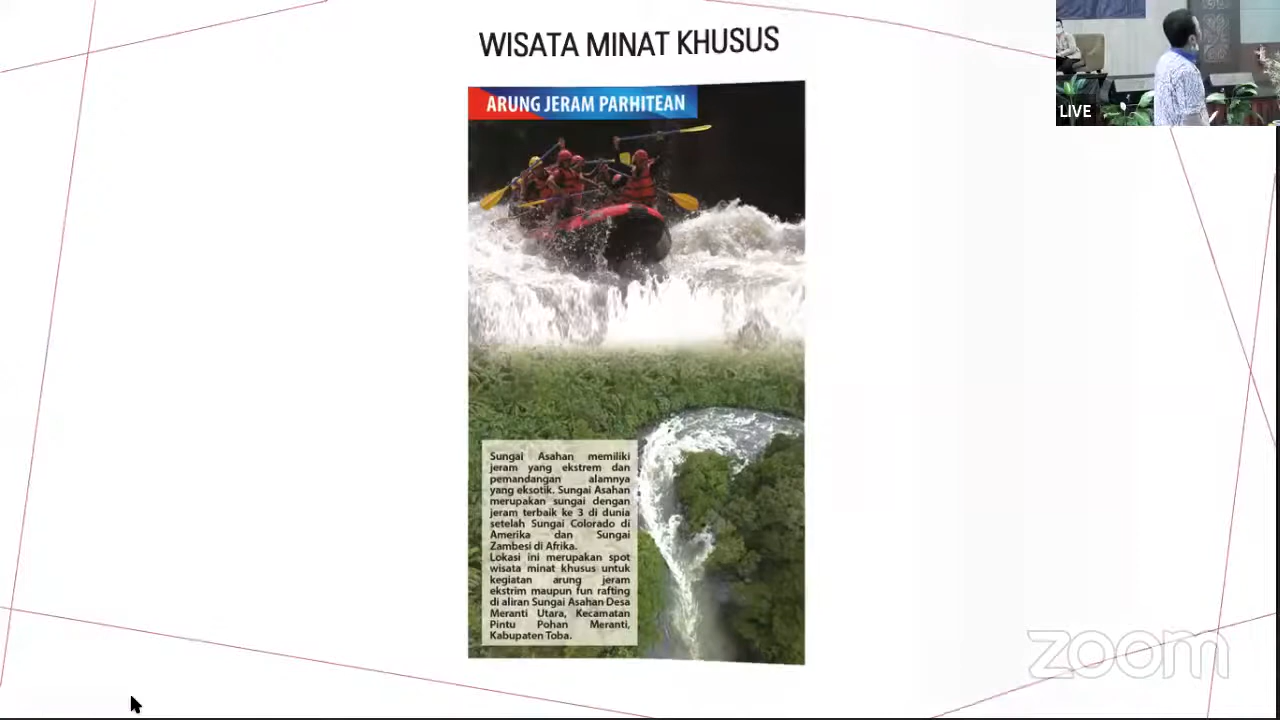 WISATA MINAT KHUSUS
LIVE
ARUNG JERAM PARHITEAN
Sungai Asahan memiliki
jeram yang ekstrem dan
pemandangan alamnya
yang eksotik. Sungai Asahan
merupakan sungai dengan
jeram terbaik ke 3 di dunia
setelah Sungai Colorado di
Amerika dan Sungai
Zambesi di Afrika.
Lokasi ini merupakan spot
wisata minat khusus untuk
kegiatan arung jeram
ekstrim maupun fun rafting
di aliran Sungai Asahan Desa
Meranti Utara, Kecamatan
Pintu Pohan Meranti,
Kabupaten Toba.
zoom